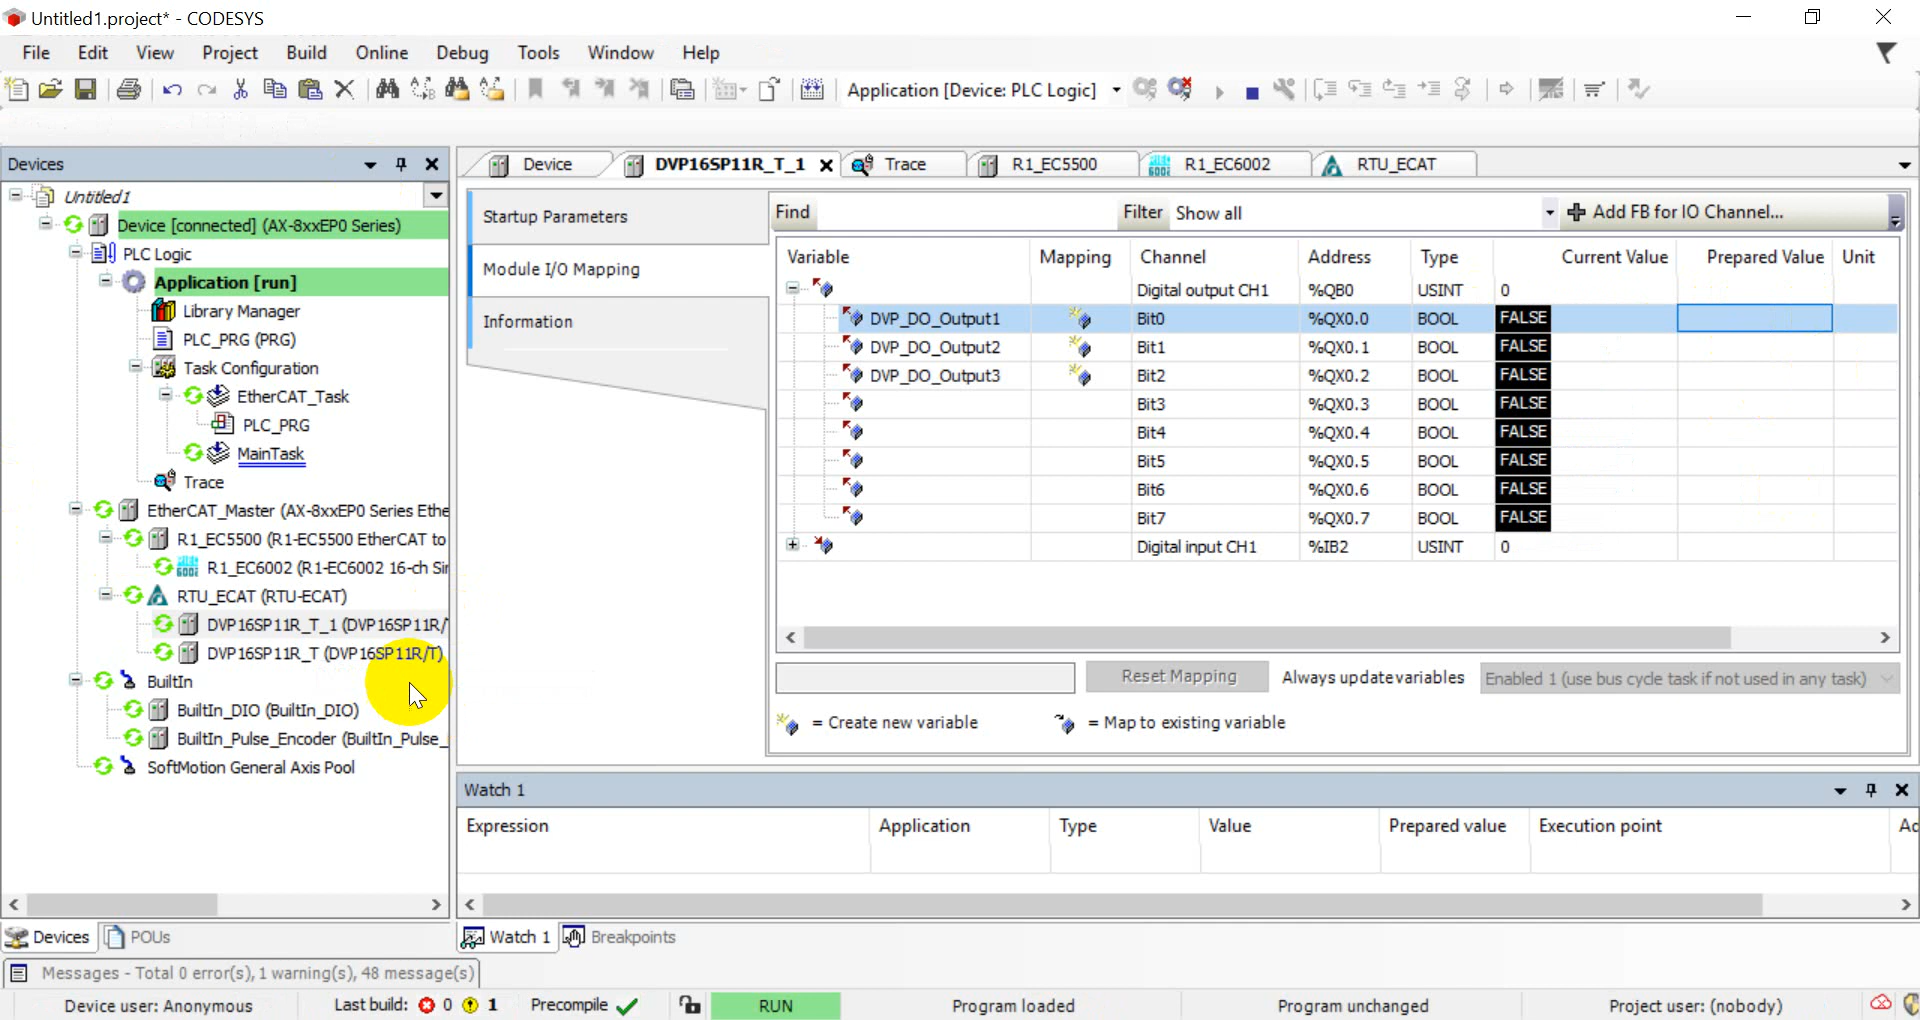 Untitled1.project* - CODESYS
File Edit View Project Build Online Debug Tools Window Help
Application [Device: PLC Logic]
Devices
Untitled1
Device [connected] (AX-8xxEP0 Series)
PLC Logic
Application [run]
Library Manager
PLC_PRG (PRG)
Task Configuration
EtherCAT_Task
PLC_PRG
MainTask
Trace
EtherCAT_Master (AX-8xxEP0 Series Ethe
R1_EC5500 (R1-EC5500 EtherCAT to
R1_EC6002 (R1-EC6002 16-ch Sin
RTU_ECAT (RTU-ECAT)
DVP16SP11R_T_1 (DVP16SP11R/
DVP16SP11R_T (DVP16SP11R/T)
BuiltIn
BuiltIn_DIO (BuiltIn_DIO)
BuiltIn_Pulse_Encoder (BuiltIn_Pulse_
SoftMotion General Axis Pool
Devices POUs
Device DVP16SP11R_T_1 Trace R1_EC5500 R1_EC6002 RTU_ECAT
Startup Parameters
Module I/O Mapping
Information
Find Filter Show all Add FB for IO Channel...
Variable Mapping Channel Address Type Current Value Prepared Value Unit
Digital output CH1 %QB0 USINT 0
DVP_DO_Output1 Bit0 %QX0.0 BOOL FALSE
DVP_DO_Output2 Bit1 %QX0.1 BOOL FALSE
DVP_DO_Output3 Bit2 %QX0.2 BOOL FALSE
Bit3 %QX0.3 BOOL FALSE
Bit4 %QX0.4 BOOL FALSE
Bit5 %QX0.5 BOOL FALSE
Bit6 %QX0.6 BOOL FALSE
Bit7 %QX0.7 BOOL FALSE
Digital input CH1 %IB2 USINT 0
Reset Mapping Always update variables Enabled 1 (use bus cycle task if not used in any task)
= Create new variable = Map to existing variable
Watch 1
Expression Application Type Value Prepared value Execution point Ad
Watch 1 Breakpoints
Messages - Total 0 error(s), 1 warning(s), 48 message(s)
Device user: Anonymous Last build: 0 1 Precompile RUN Program loaded Program unchanged Project user: (nobody)